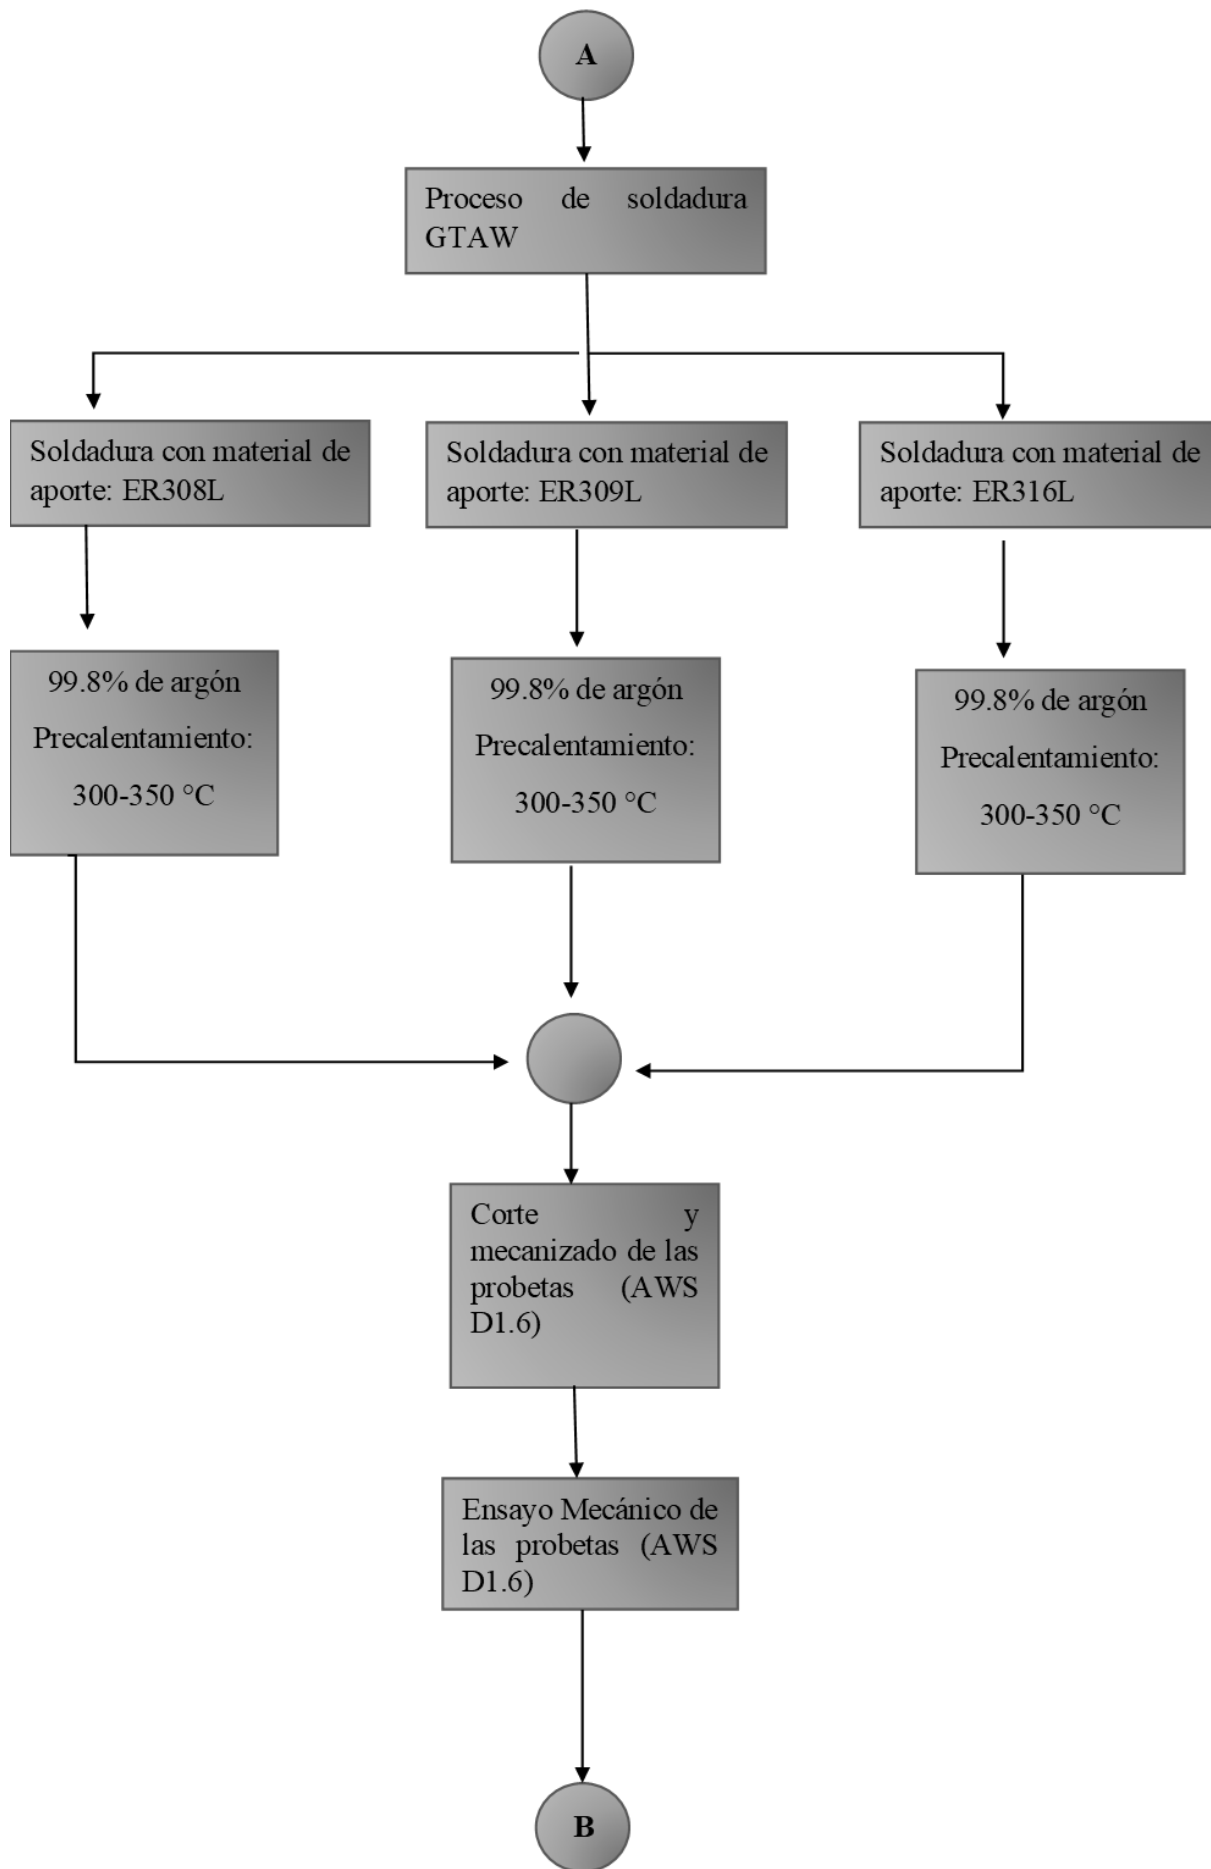 A
Proceso de soldadura
GTAW
Soldadura con material de
aporte: ER308L
Soldadura con material de
aporte: ER309L
Soldadura con material de
aporte: ER316L
99.8% de argón
Precalentamiento:
300-350 °C
99.8% de argón
Precalentamiento:
300-350 °C
99.8% de argón
Precalentamiento:
300-350 °C
Corte y
mecanizado de las
probetas (AWS
D1.6)
Ensayo Mecánico de
las probetas (AWS
D1.6)
B